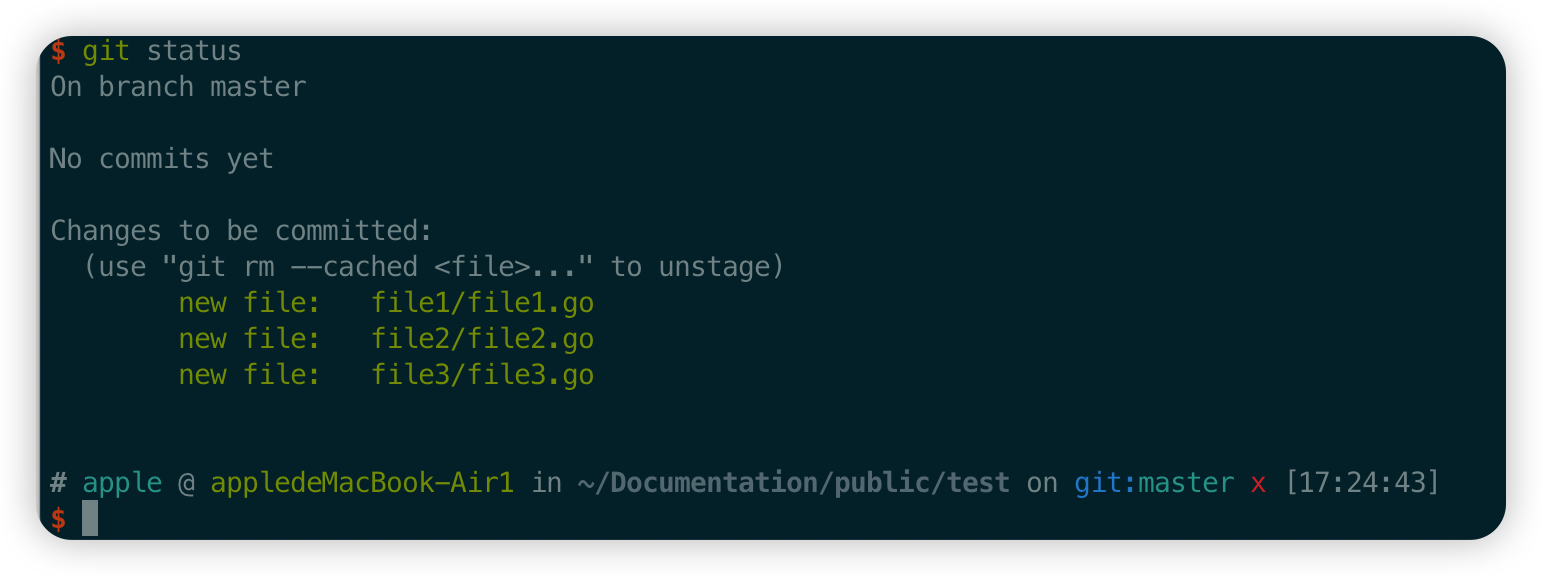 $ git status
On branch master
No commits yet
Changes to be committed:
  (use "git rm --cached <file>..." to unstage)
        new file:   file1/file1.go
        new file:   file2/file2.go
        new file:   file3/file3.go
# apple @ appledeMacBook-Air1 in ~/Documentation/public/test on git:master x [17:24:43]
$